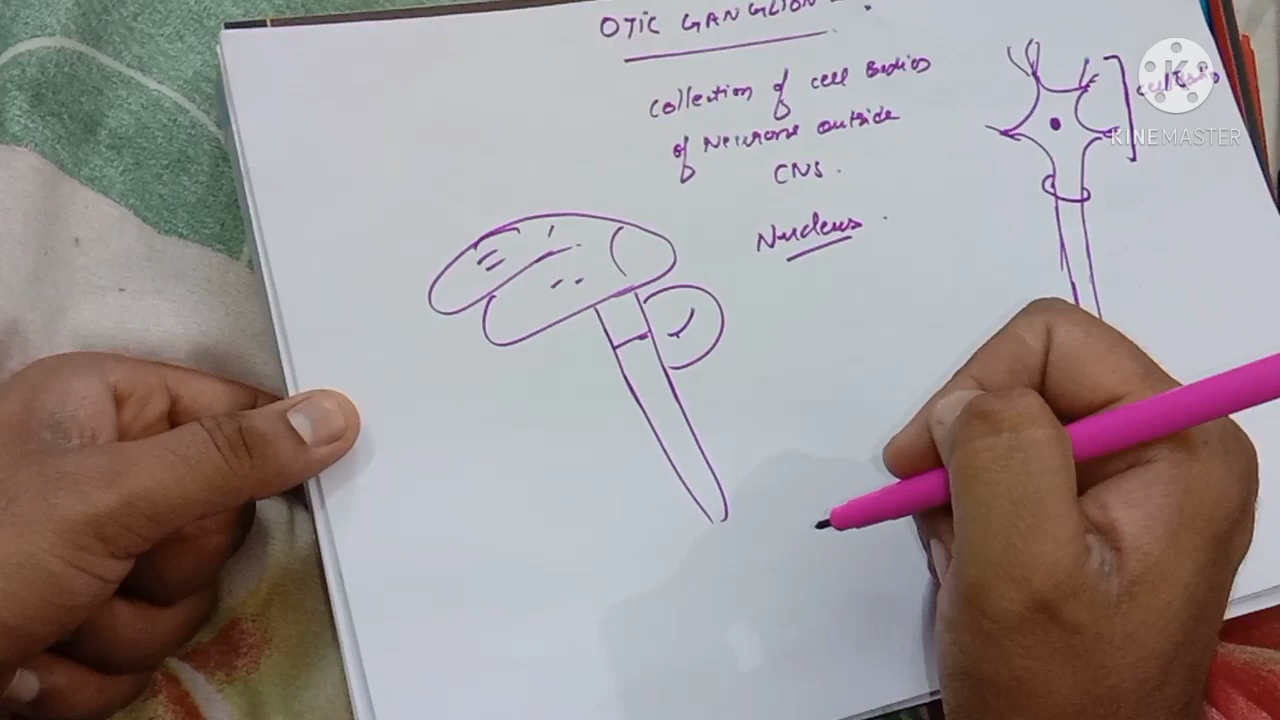 OTIC GANGLION
Collection of cell Bodies
of Neurons outside
CNS.
Nucleus
K
KINEMASTER